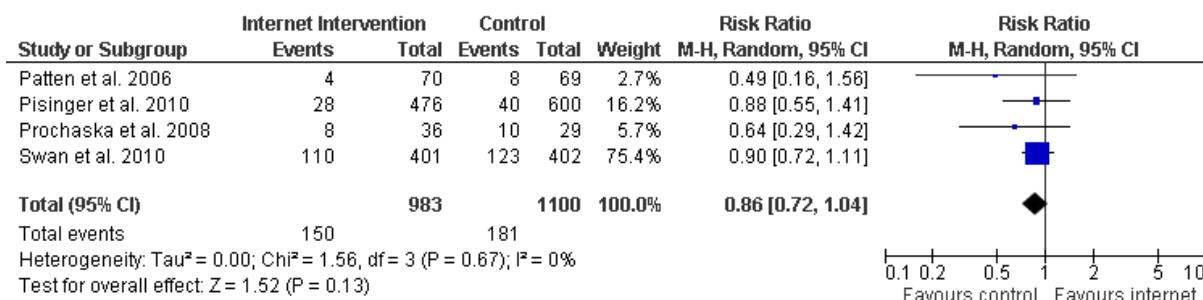 Internet Intervention Control Risk Ratio Risk Ratio
Study or Subgroup Events Total Events Total Weight M-H, Random, 95% CI M-H, Random, 95% CI
Patten et al. 2006 4 70 8 69 2.7% 0.49 [0.16, 1.56]
Pisinger et al. 2010 28 476 40 600 16.2% 0.88 [0.55, 1.41]
Prochaska et al. 2008 8 36 10 29 5.7% 0.64 [0.29, 1.42]
Swan et al. 2010 110 401 123 402 75.4% 0.90 [0.72, 1.11]
Total (95% CI) 983 1100 100.0% 0.86 [0.72, 1.04]
Total events 150 181
Heterogeneity: Tau² = 0.00; Chi² = 1.56, df = 3 (P = 0.67); I² = 0%
Test for overall effect: Z = 1.52 (P = 0.13)
0.1 0.2 0.5 1 2 5 10
Favours control Favours internet